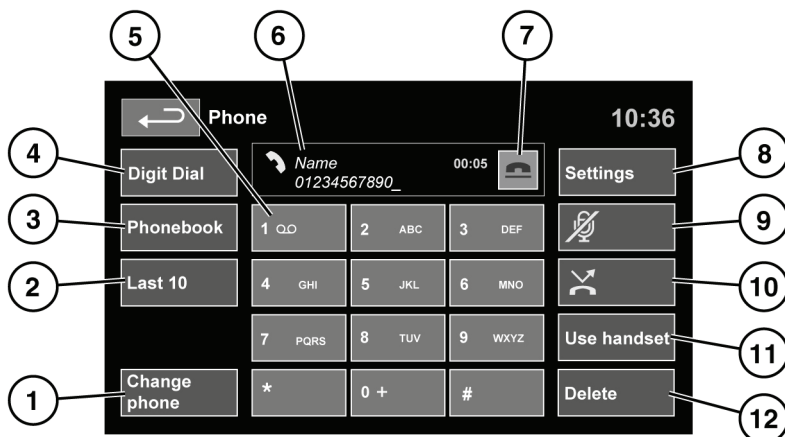 5 6 7
Phone 10:36
4 Digit Dial Name 00:05 Settings 8
01234567890_
3 Phonebook 1 2 ABC 3 DEF 9
2 Last 10 4 GHI 5 JKL 6 MNO 10
7 PQRS 8 TUV 9 WXYZ Use handset 11
1 Change
phone * 0 + # Delete 12